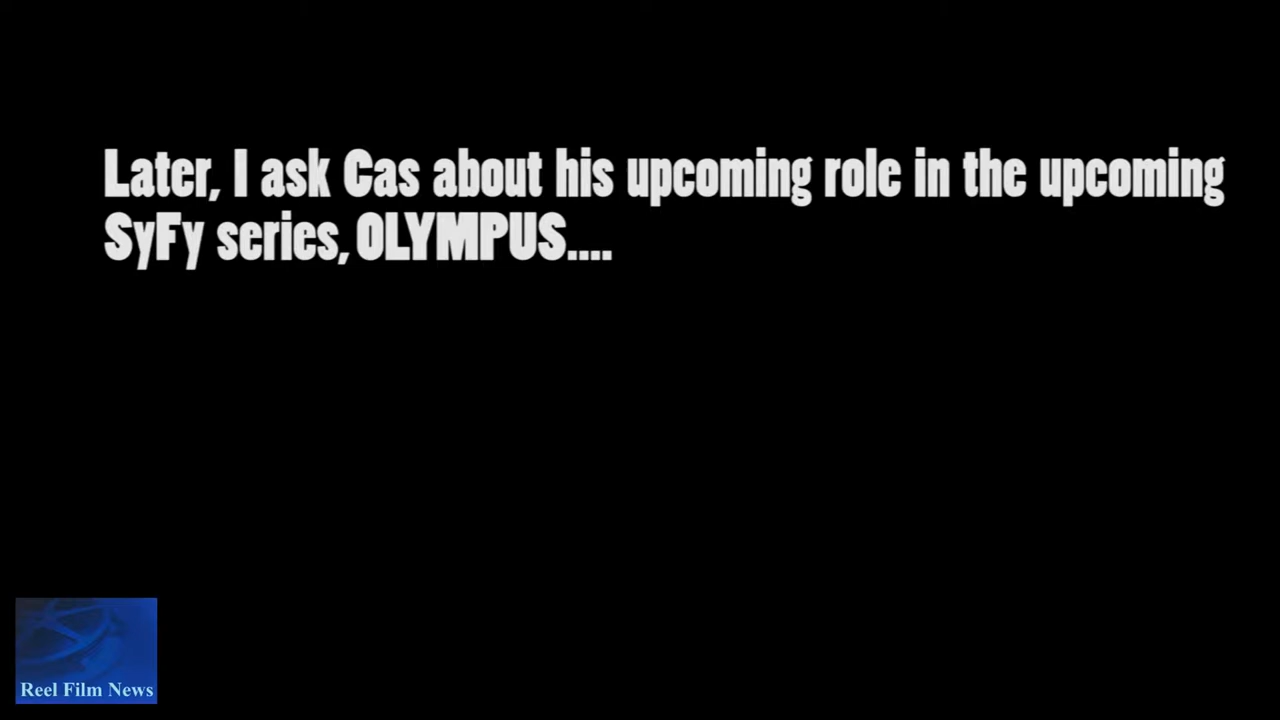 Later, I ask Cas about his upcoming role in the upcoming
SyFy series, OLYMPUS....
Reel Film News